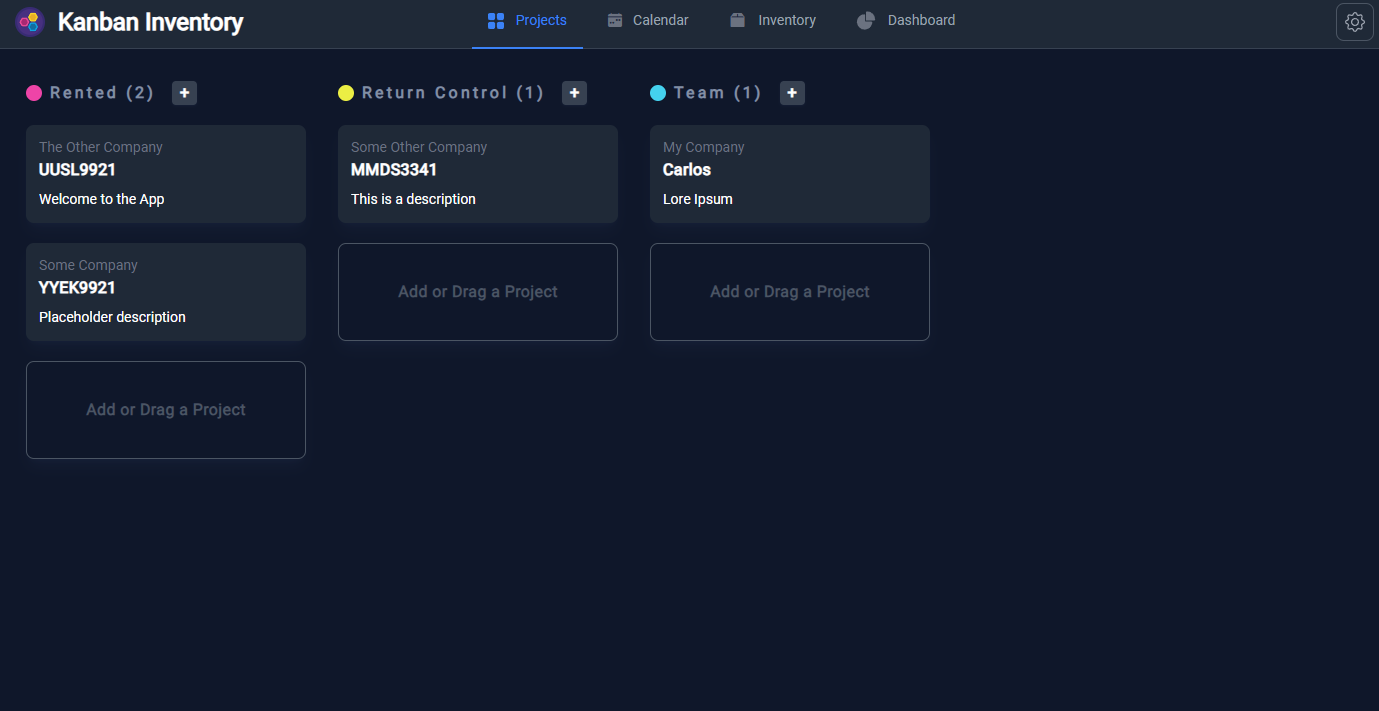 Kanban Inventory
Projects
Calendar
Inventory
Dashboard
Rented (2) +
The Other Company
UUSL9921
Welcome to the App
Some Company
YYEK9921
Placeholder description
Add or Drag a Project
Return Control (1) +
Some Other Company
MMDS3341
This is a description
Add or Drag a Project
Team (1) +
My Company
Carlos
Lore Ipsum
Add or Drag a Project